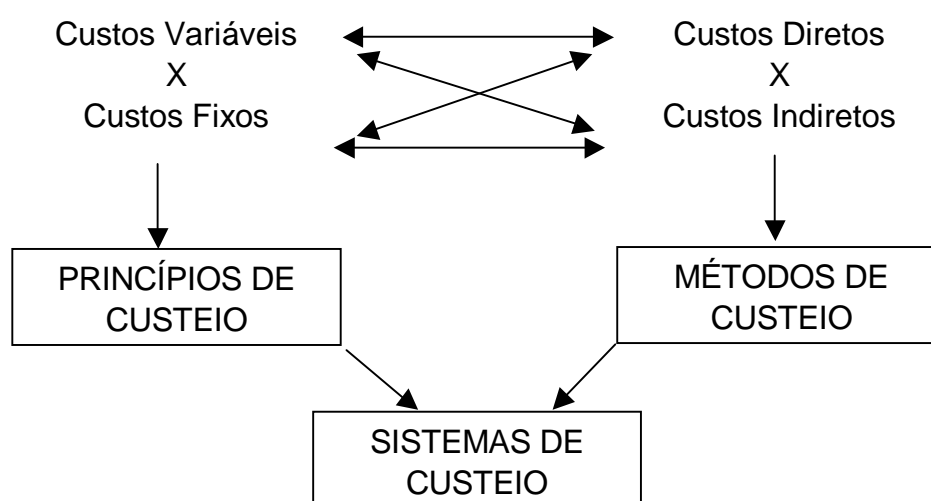 Custos Variáveis
X
Custos Fixos
Custos Diretos
X
Custos Indiretos
PRINCÍPIOS DE
CUSTEIO
MÉTODOS DE
CUSTEIO
SISTEMAS DE
CUSTEIO